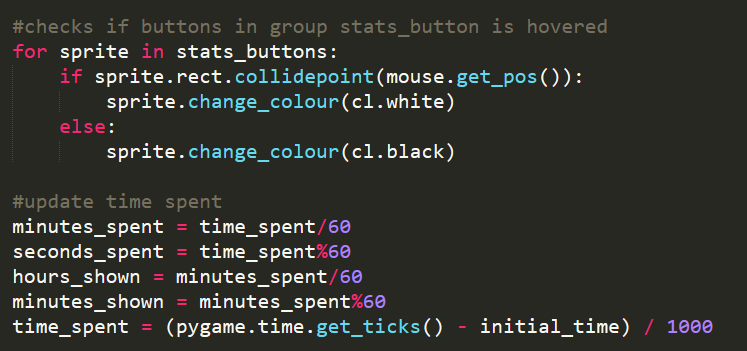 #checks if buttons in group stats_button is hovered
for sprite in stats_buttons:
    if sprite.rect.collidepoint(mouse.get_pos()):
        sprite.change_colour(cl.white)
    else:
        sprite.change_colour(cl.black)

#update time spent
minutes_spent = time_spent/60
seconds_spent = time_spent%60
hours_shown = minutes_spent/60
minutes_shown = minutes_spent%60
time_spent = (pygame.time.get_ticks() - initial_time) / 1000